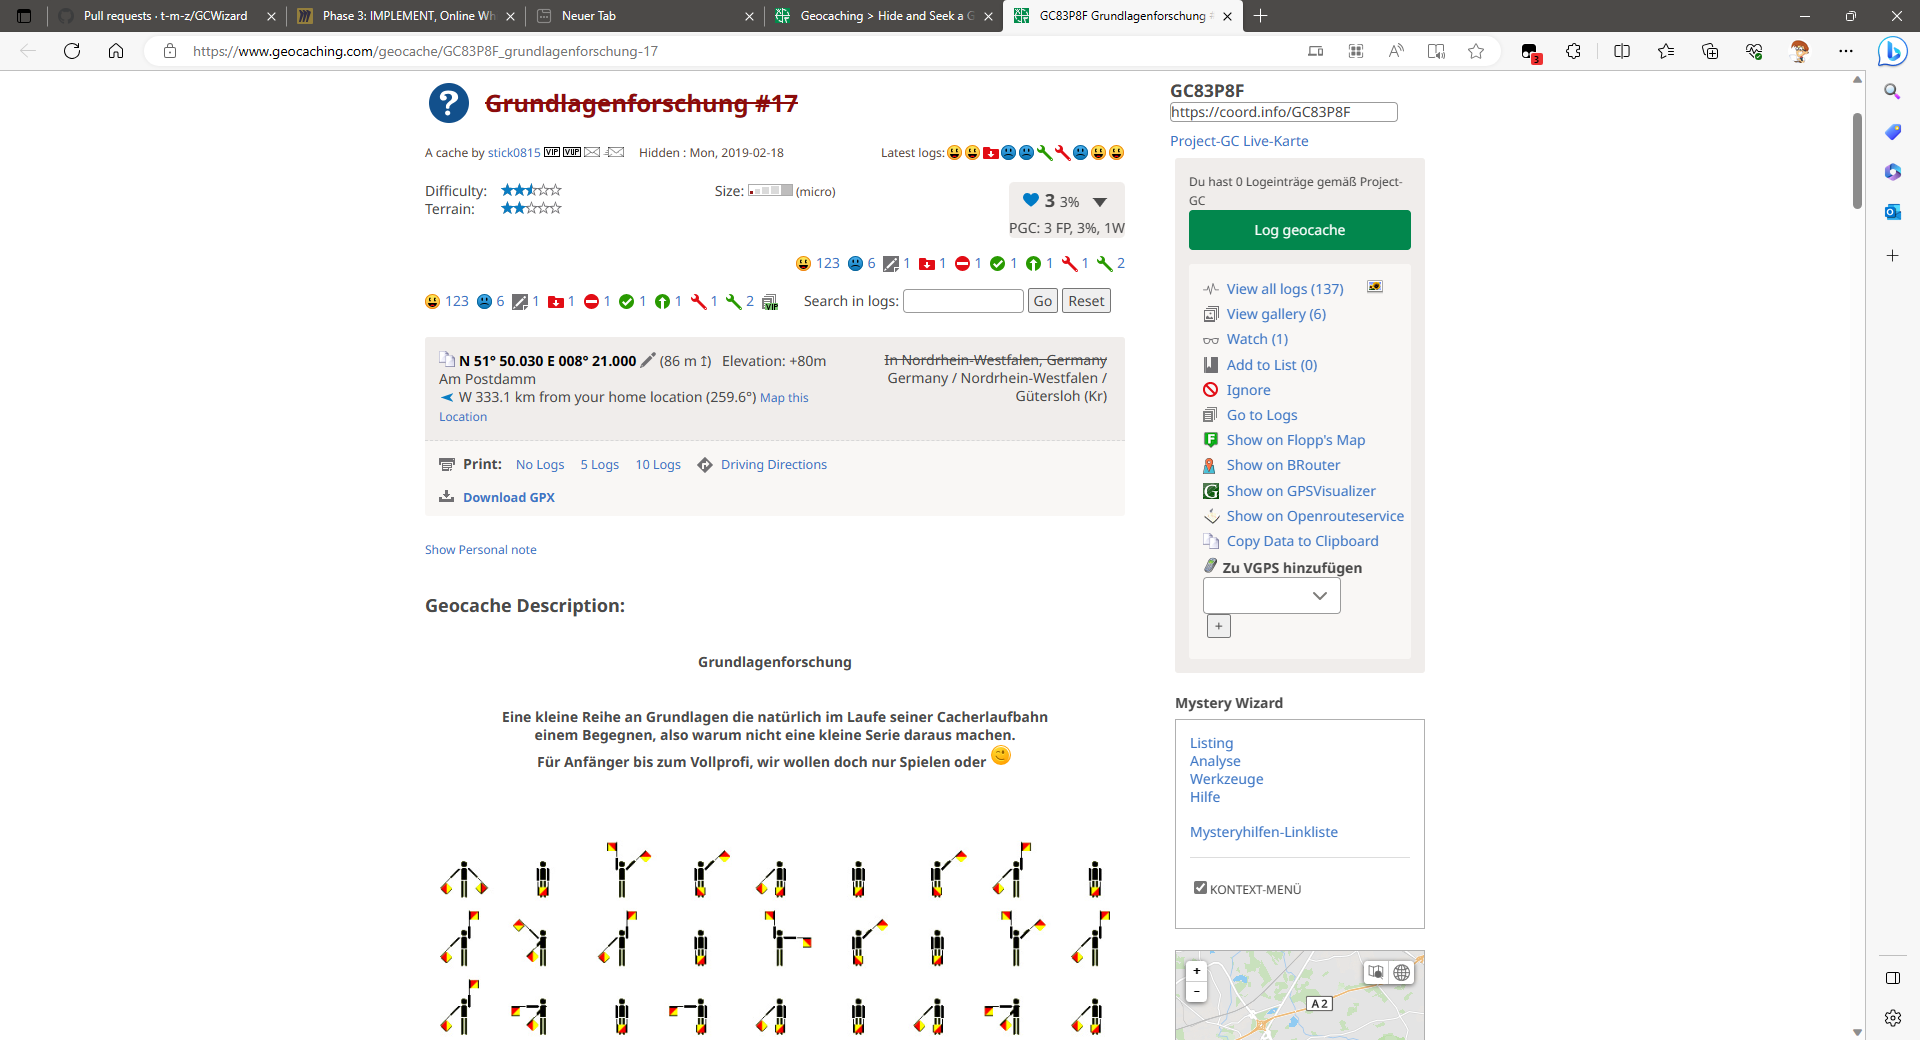 Pull requests · t-m-z/GCWizard
Phase 3: IMPLEMENT, Online Wh
Neuer Tab
Geocaching > Hide and Seek a G
GC83P8F Grundlagenforschung
https://www.geocaching.com/geocache/GC83P8F_grundlagenforschung-17
3
Grundlagenforschung #17
A cache by stick0815 VIP VUP Hidden : Mon, 2019-02-18 Latest logs:
Difficulty:
Size: (micro)
Terrain:
3 3%
PGC: 3 FP, 3%, 1W
123 6 1 1 1 1 1 1 2
123 6 1 1 1 1 1 1 2 VIP Search in logs: Go Reset
N 51° 50.030 E 008° 21.000 (86 m ↥) Elevation: +80m
Am Postdamm
W 333.1 km from your home location (259.6°) Map this
Location
In Nordrhein-Westfalen, Germany
Germany / Nordrhein-Westfalen /
Gütersloh (Kr)
Print: No Logs 5 Logs 10 Logs Driving Directions
Download GPX
Show Personal note
Geocache Description:
Grundlagenforschung
Eine kleine Reihe an Grundlagen die natürlich im Laufe seiner Cacherlaufbahn
einem Begegnen, also warum nicht eine kleine Serie daraus machen.
Für Anfänger bis zum Vollprofi, wir wollen doch nur Spielen oder
GC83P8F
https://coord.info/GC83P8F
Project-GC Live-Karte
Du hast 0 Logeinträge gemäß Project-
GC
Log geocache
View all logs (137)
View gallery (6)
Watch (1)
Add to List (0)
Ignore
Go to Logs
Show on Flopp's Map
Show on BRouter
Show on GPSVisualizer
Show on Openrouteservice
Copy Data to Clipboard
Zu VGPS hinzufügen
+
Mystery Wizard
Listing
Analyse
Werkzeuge
Hilfe
Mysteryhilfen-Linkliste
KONTEXT-MENÜ
+
-
A 2